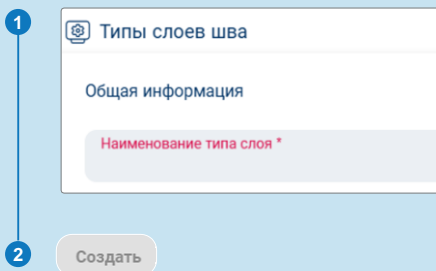 1
Типы слоев шва
Общая информация
Наименование типа слоя *
2
Создать